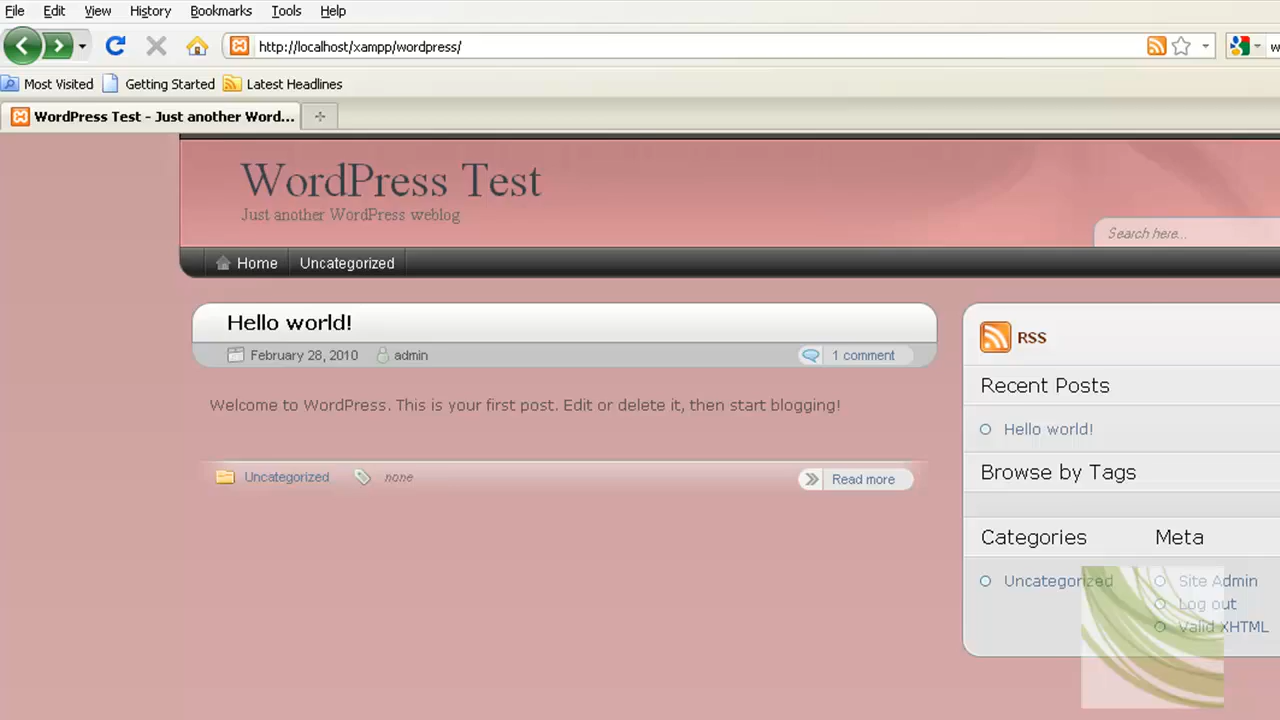 File Edit View History Bookmarks Tools Help
http://localhost/xampp/wordpress/
w
Most Visited Getting Started Latest Headlines
WordPress Test - Just another Word...
WordPress Test
Just another WordPress weblog
Search here...
Home Uncategorized
Hello world!
February 28, 2010 admin 1 comment
Welcome to WordPress. This is your first post. Edit or delete it, then start blogging!
Uncategorized none Read more
RSS
Recent Posts
Hello world!
Browse by Tags
Categories Meta
Uncategorized Site Admin
Log out
Valid XHTML